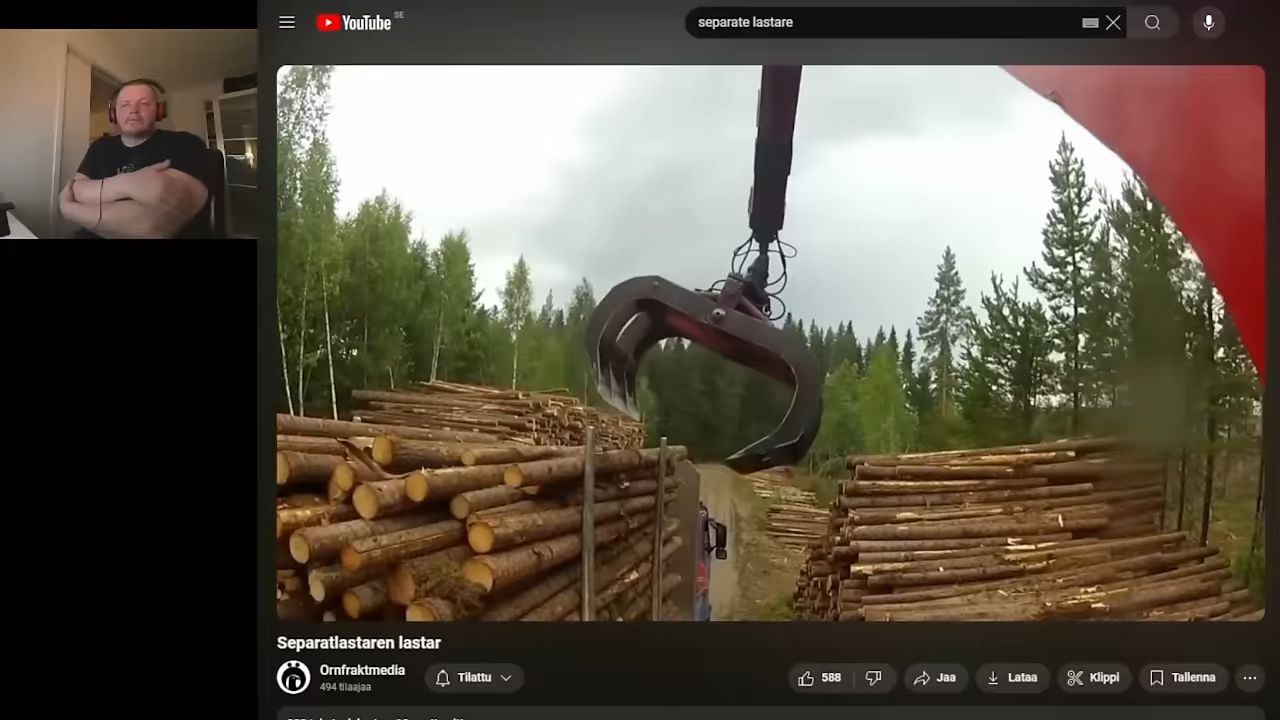 YouTube SE
separate lastare
Separatlastaren lastar
Ornfraktmedia
494 tilaajaa
Tilattu
588
Jaa
Lataa
Klippi
Tallenna